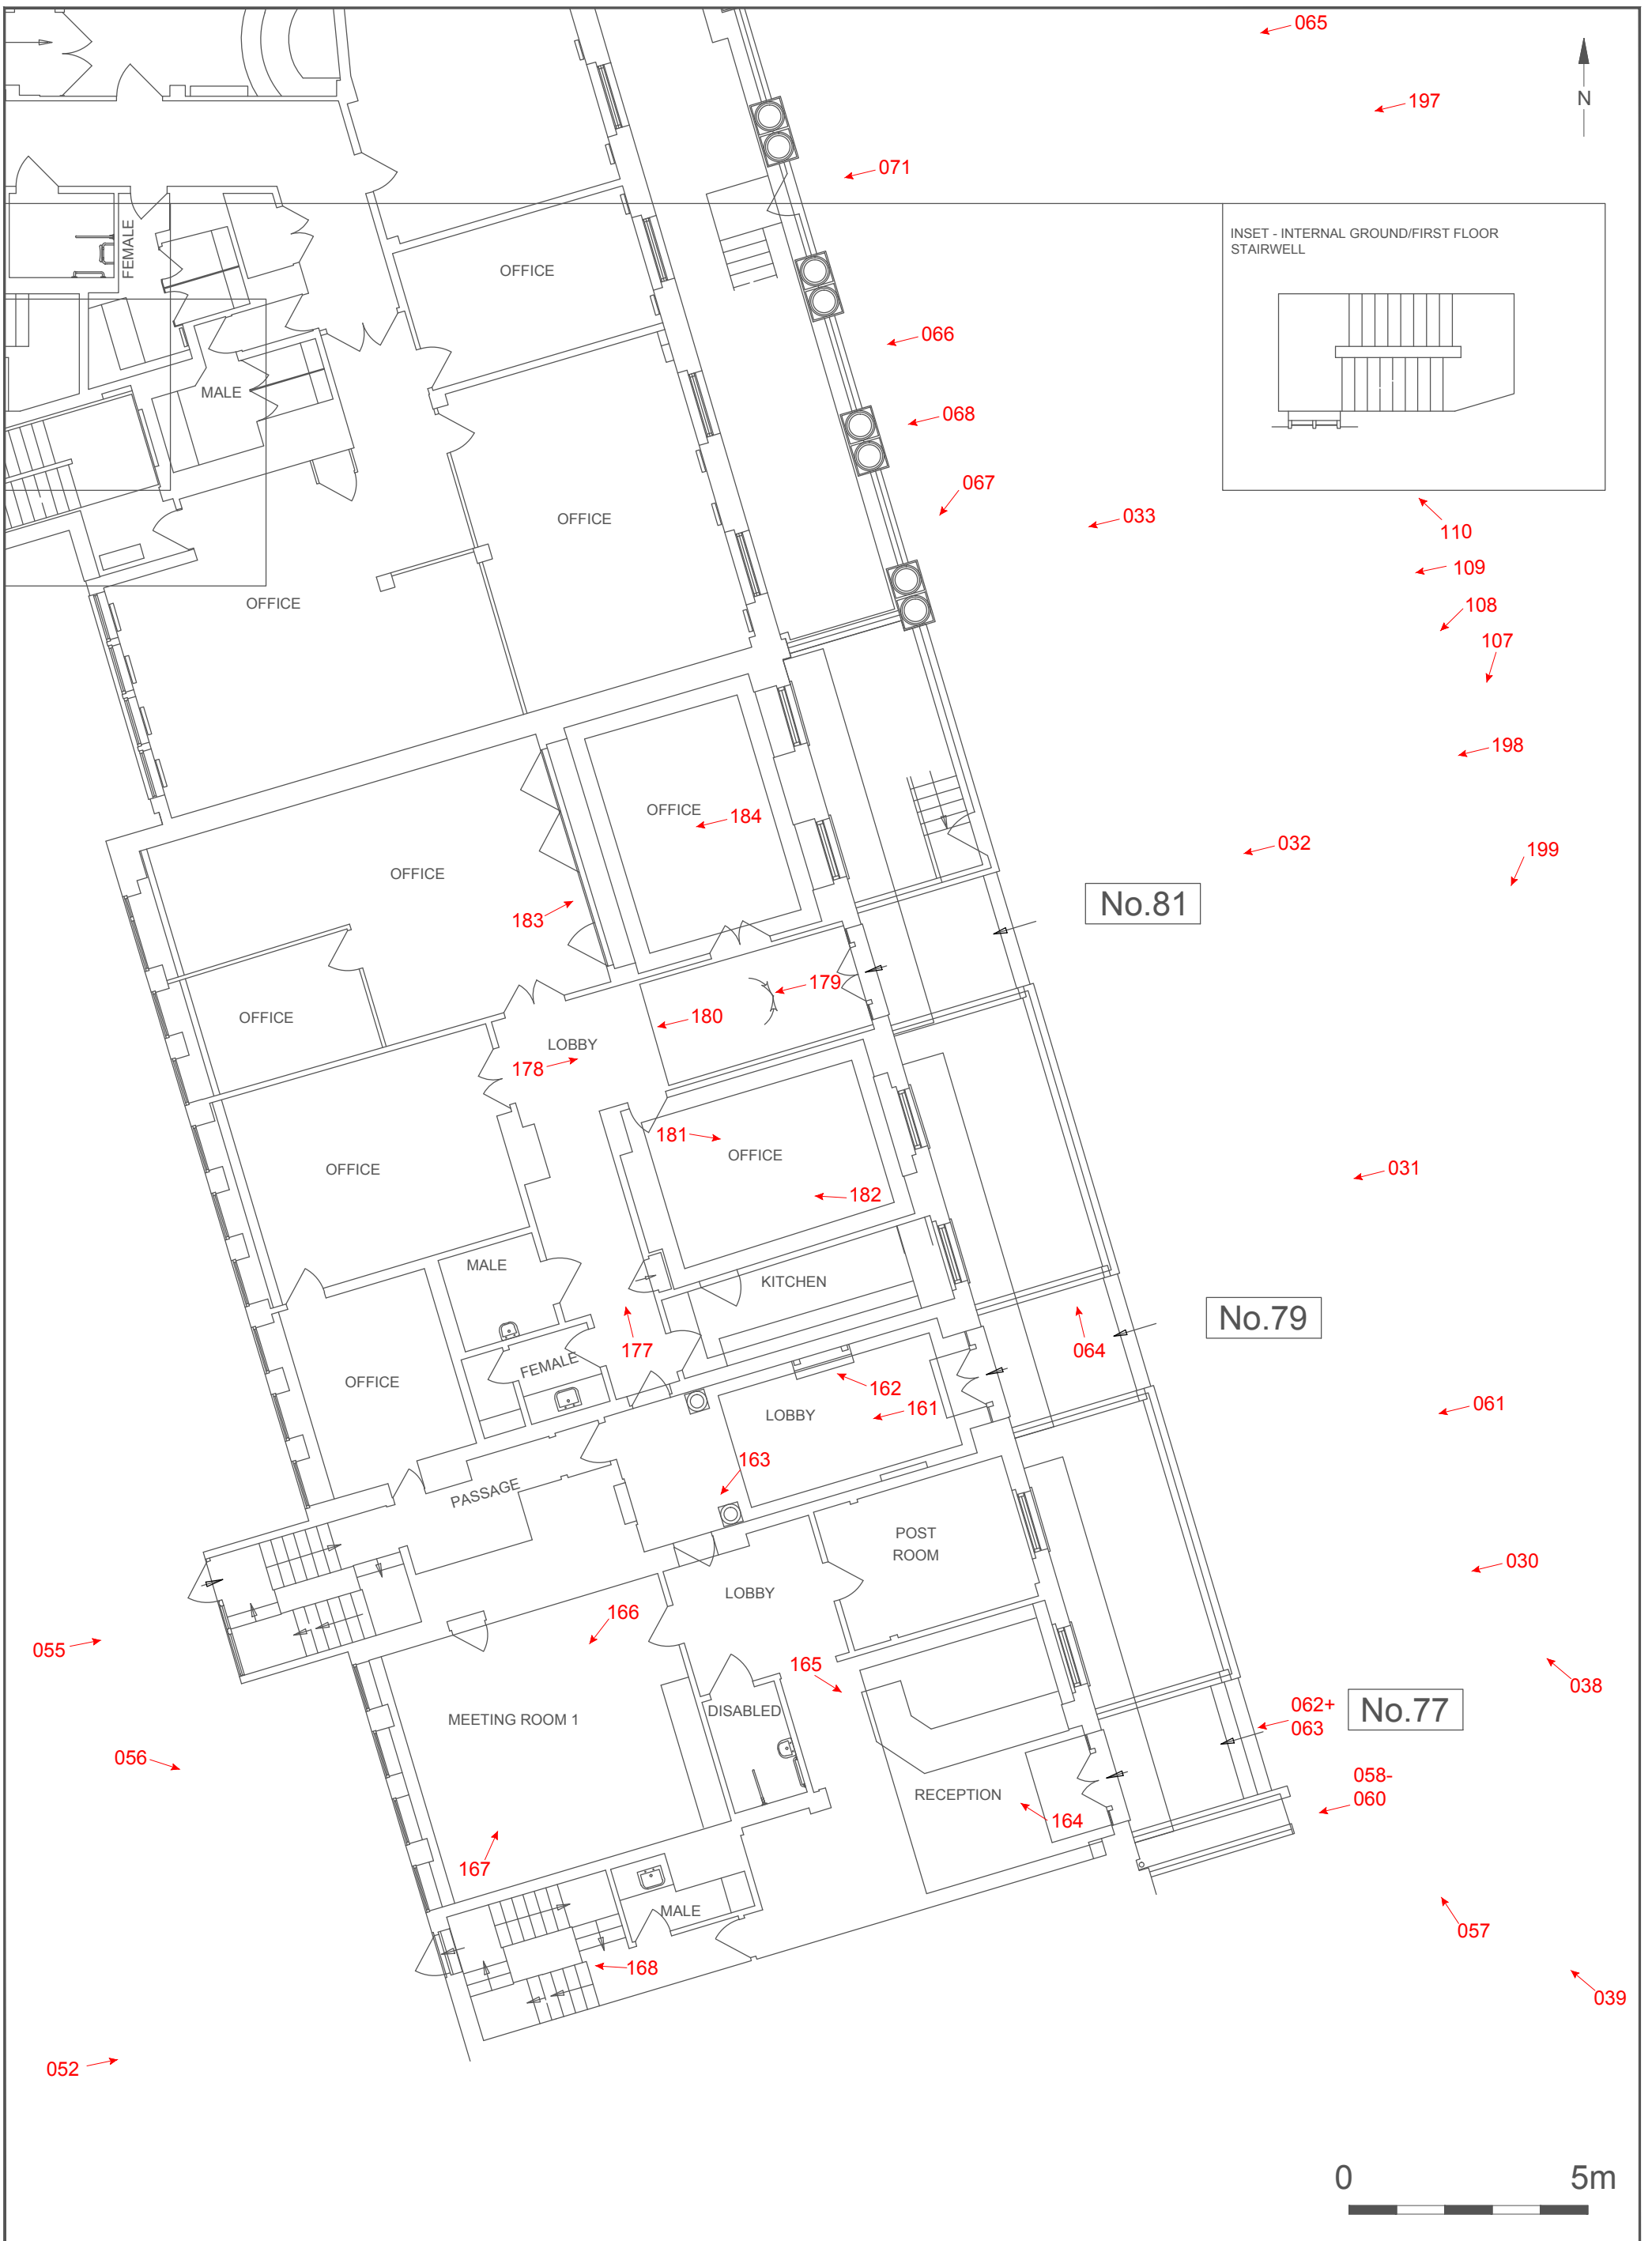 065
197
N
071
INSET - INTERNAL GROUND/FIRST FLOOR
STAIRWELL
FEMALE
OFFICE
066
MALE
068
067
033
OFFICE
110
109
108
107
OFFICE
198
OFFICE
184
032
199
OFFICE
183
No.81
179
OFFICE
180
LOBBY
178
181
OFFICE
OFFICE
031
182
MALE
KITCHEN
No.79
177
064
FEMALE
OFFICE
162
161
LOBBY
061
163
PASSAGE
POST
ROOM
030
LOBBY
166
055
165
038
062+
063
No.77
DISABLED
MEETING ROOM 1
056
058-
060
RECEPTION
164
167
MALE
057
168
039
052
0
5m